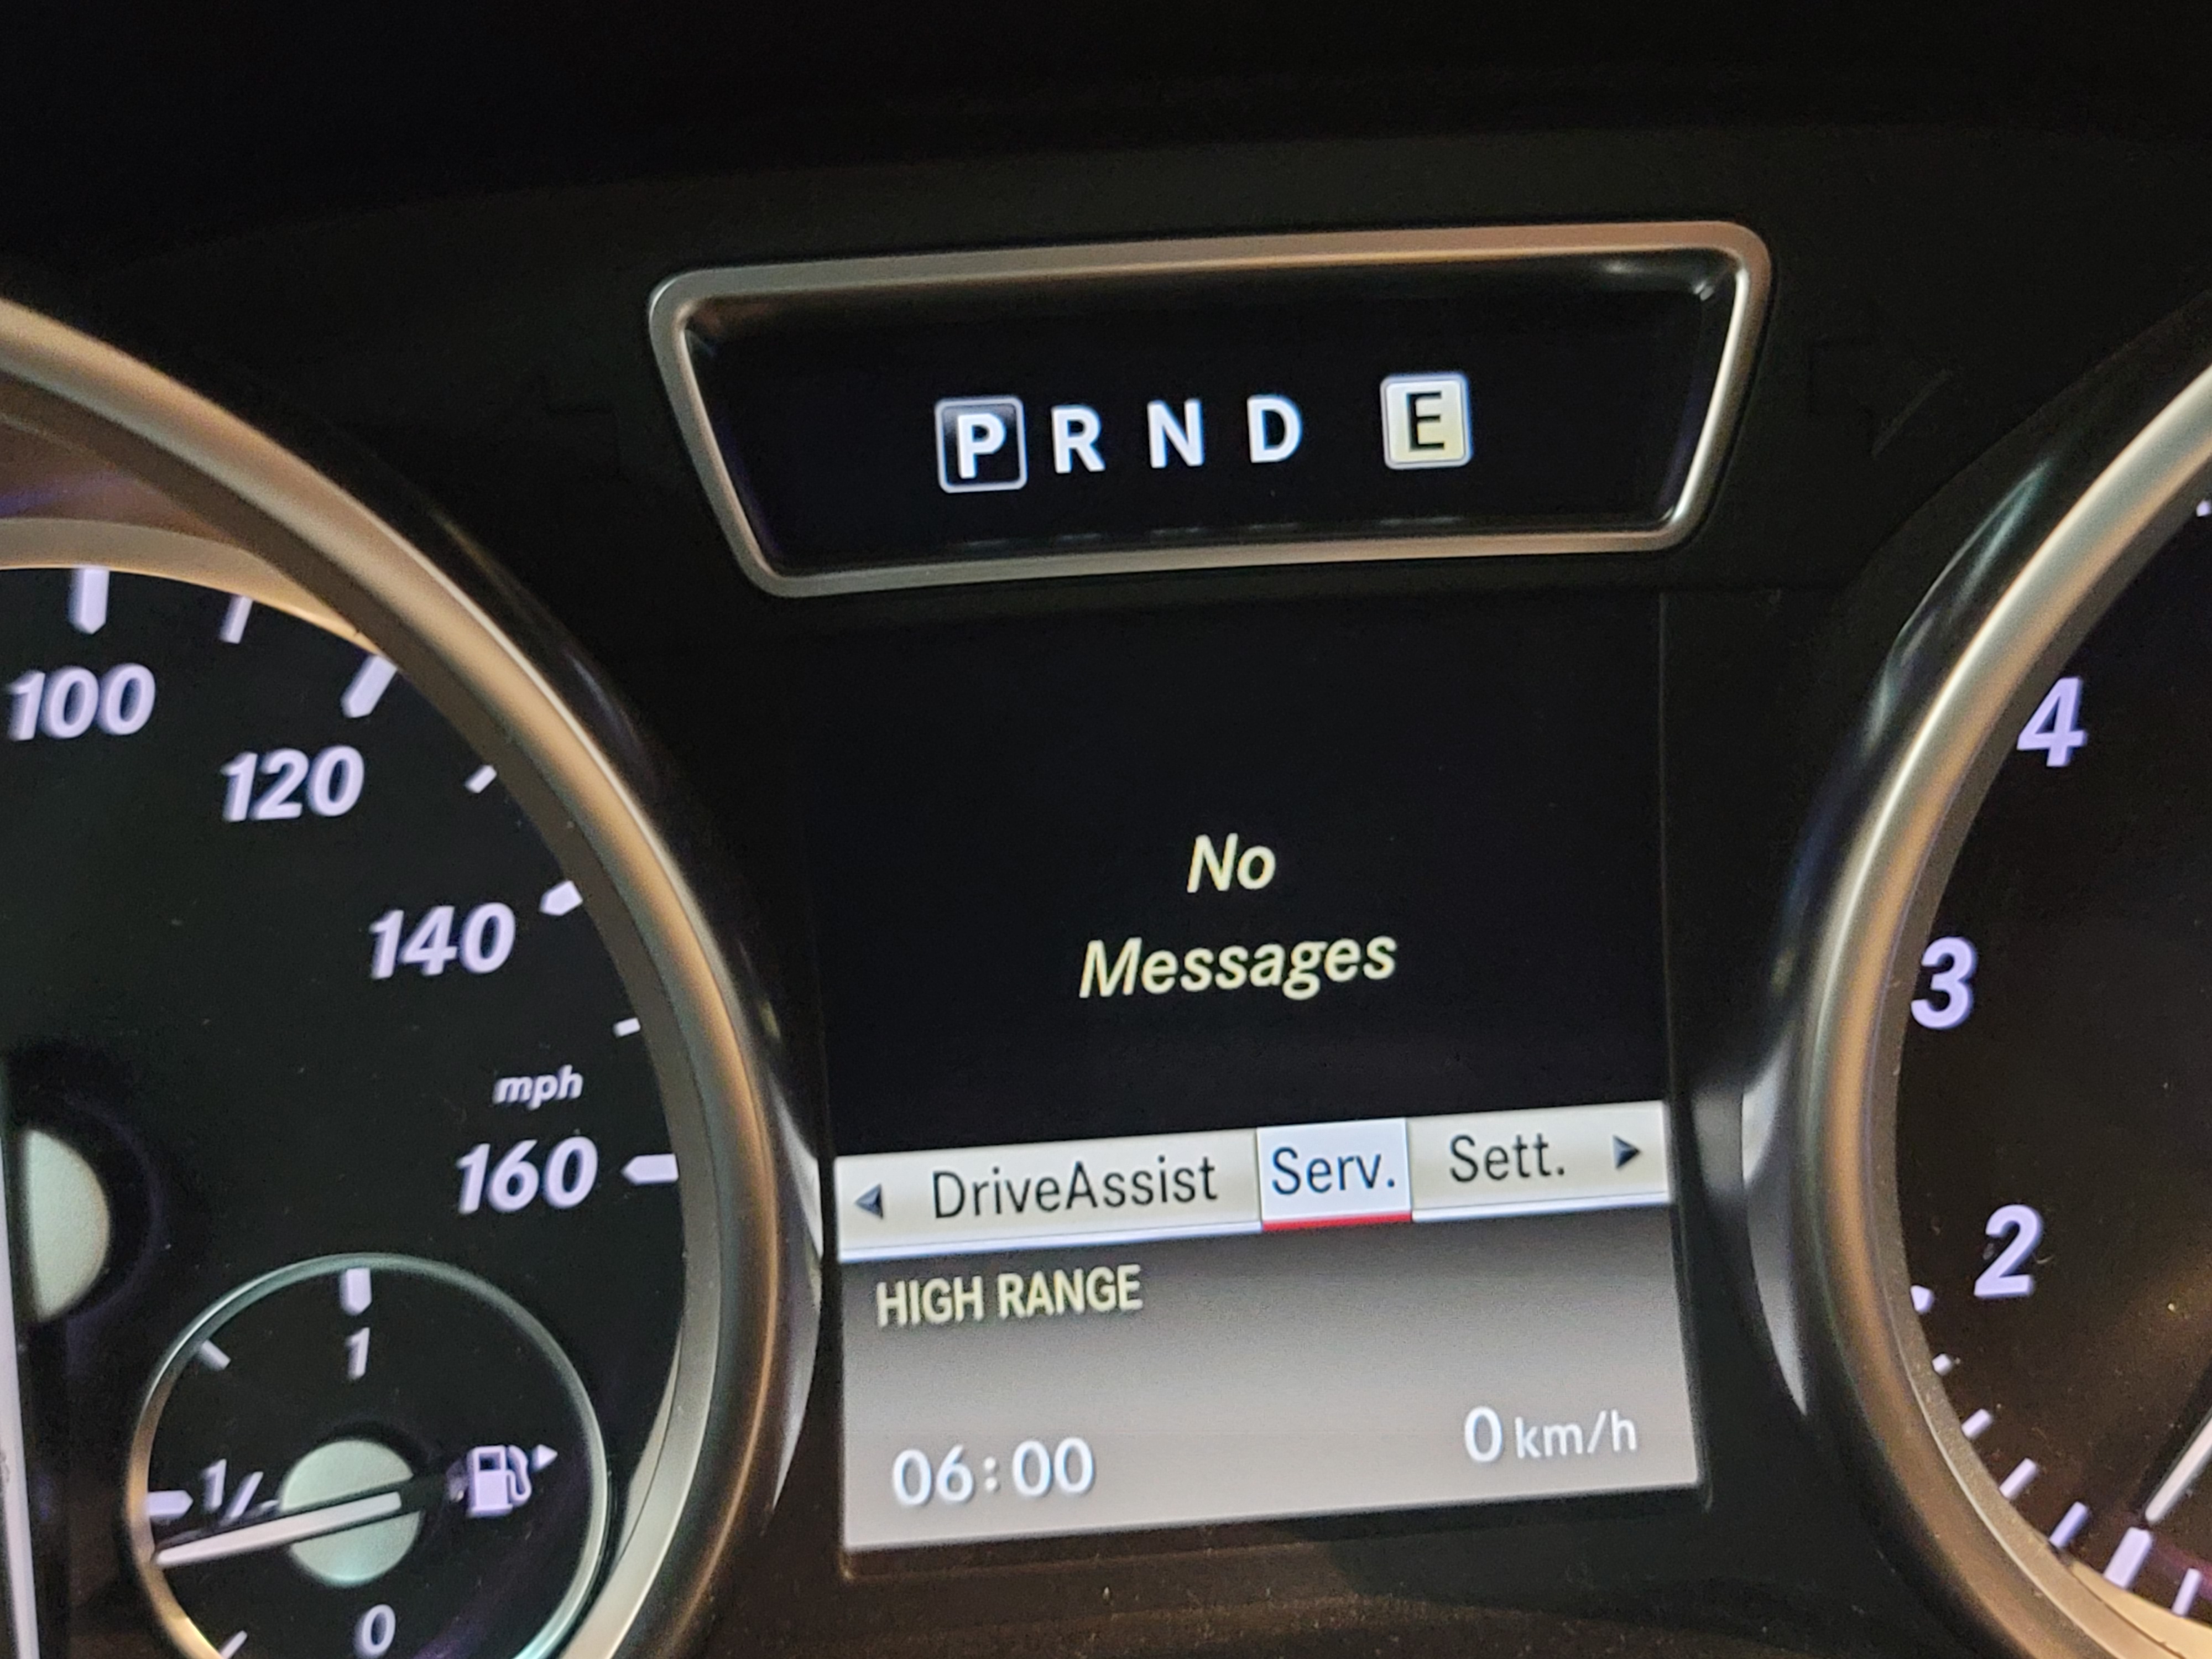 P R N D E
100
120
140
mph
160
1
0
No
Messages
DriveAssist Serv. Sett.
HIGH RANGE
06:00 0 km/h
4
3
2